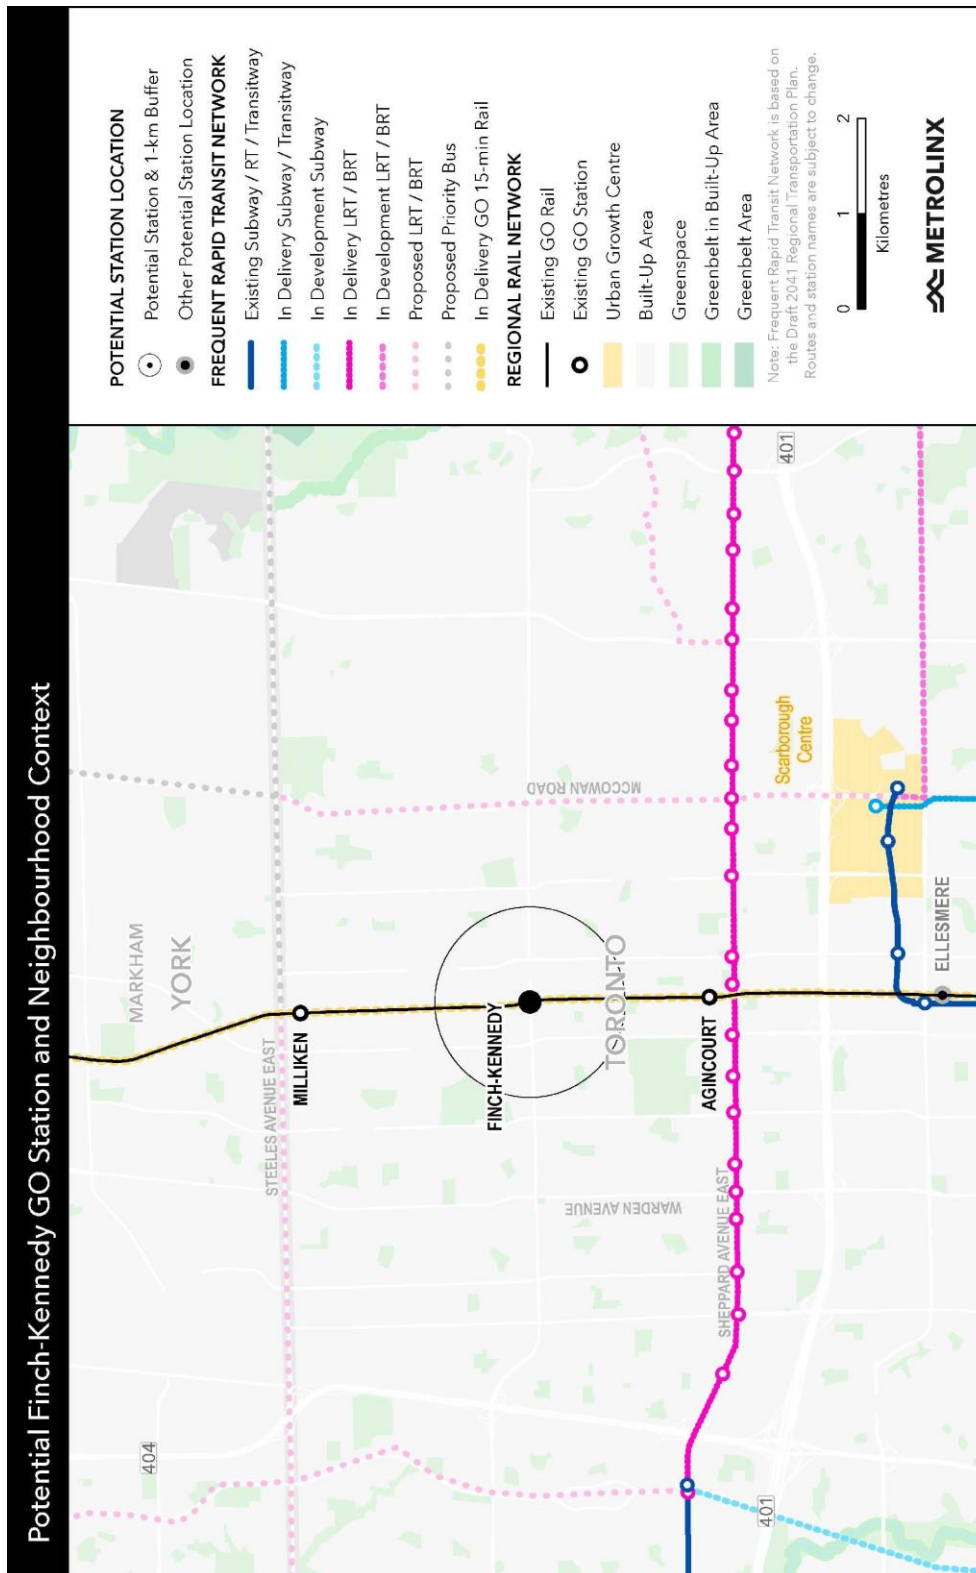 Potential Finch-Kennedy GO Station and Neighbourhood Context
404
MARKHAM
YORK
STEELES AVENUE EAST
MILLIKEN
FINCH-KENNEDY
MCCOWAN ROAD
WARDEN AVENUE
TORONTO
AGINCOURT
SHEPPARD AVENUE EAST
401
Scarborough
Centre
401
ELLESMERE
POTENTIAL STATION LOCATION
Potential Station & 1-km Buffer
Other Potential Station Location
FREQUENT RAPID TRANSIT NETWORK
Existing Subway / RT / Transitway
In Delivery Subway / Transitway
In Development Subway
In Delivery LRT / BRT
In Development LRT / BRT
Proposed LRT / BRT
Proposed Priority Bus
In Delivery GO 15-min Rail
REGIONAL RAIL NETWORK
Existing GO Rail
Existing GO Station
Urban Growth Centre
Built-Up Area
Greenspace
Greenbelt in Built-Up Area
Greenbelt Area
Note: Frequent Rapid Transit Network is based on
the Draft 2041 Regional Transportation Plan.
Routes and station names are subject to change.
0 1 2
Kilometres
METROLINX